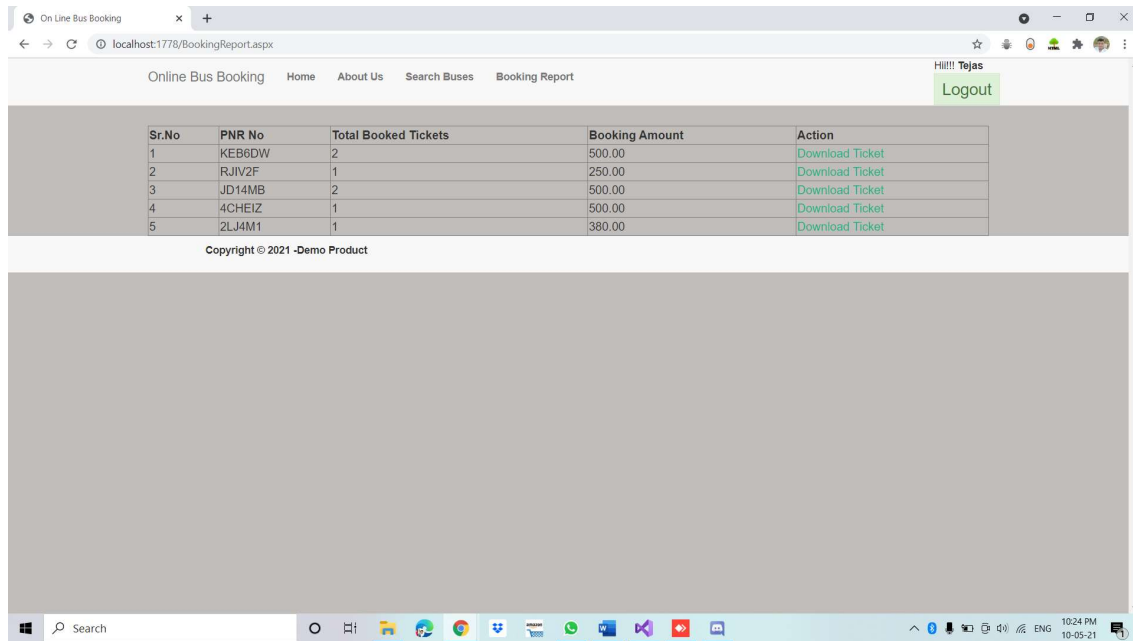 On Line Bus Booking
localhost:1778/BookingReport.aspx
Online Bus Booking Home About Us Search Buses Booking Report
Hii!!! Tejas
Logout
Sr.No PNR No Total Booked Tickets Booking Amount Action
1 KEB6DW 2 500.00 Download Ticket
2 RJIV2F 1 250.00 Download Ticket
3 JD14MB 2 500.00 Download Ticket
4 4CHEIZ 1 500.00 Download Ticket
5 2LJ4M1 1 380.00 Download Ticket
Copyright © 2021 -Demo Product
Search
amazon
ENG
10:24 PM
10-05-21